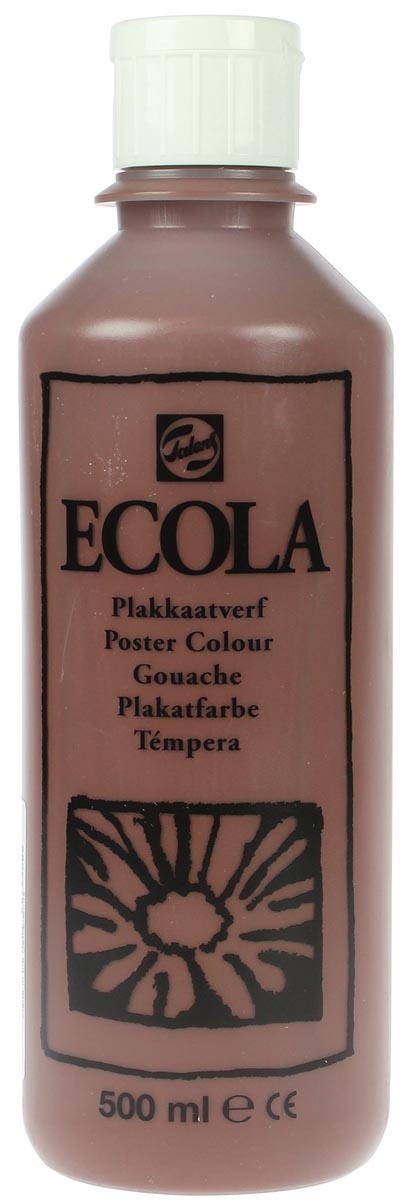 Talens
ECOLA
Plakkaatverf
Poster Colour
Gouache
Plakatfarbe
Témpera
500 ml ℮ CE